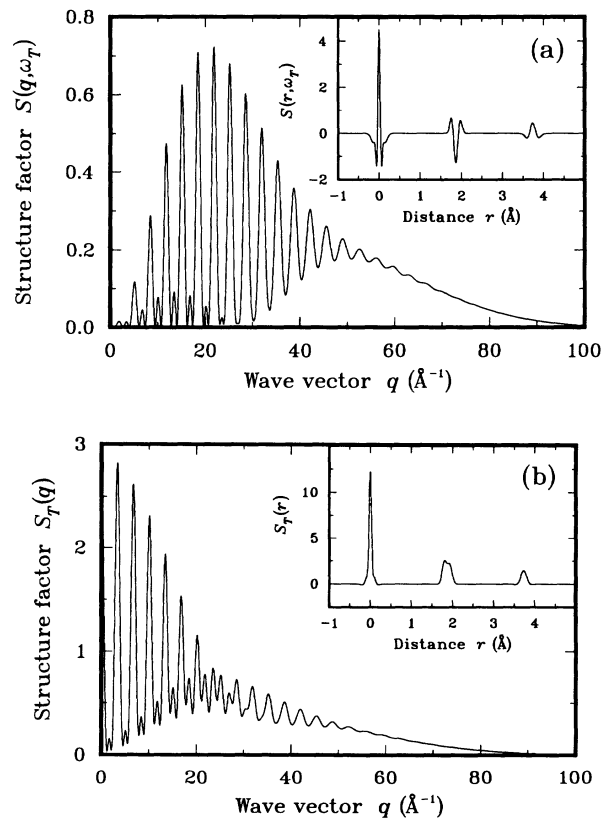 0.8
0.6
0.4
0.2
0.0
Structure factor S(q,ω_T)
0 20 40 60 80 100
Wave vector q (Å⁻¹)
(a)
4
2
0
−2
S(r,ω_T)
−1 0 1 2 3 4
Distance r (Å)
3
2
1
0
Structure factor S_T(q)
0 20 40 60 80 100
Wave vector q (Å⁻¹)
(b)
10
5
0
S_T(r)
−1 0 1 2 3 4
Distance r (Å)